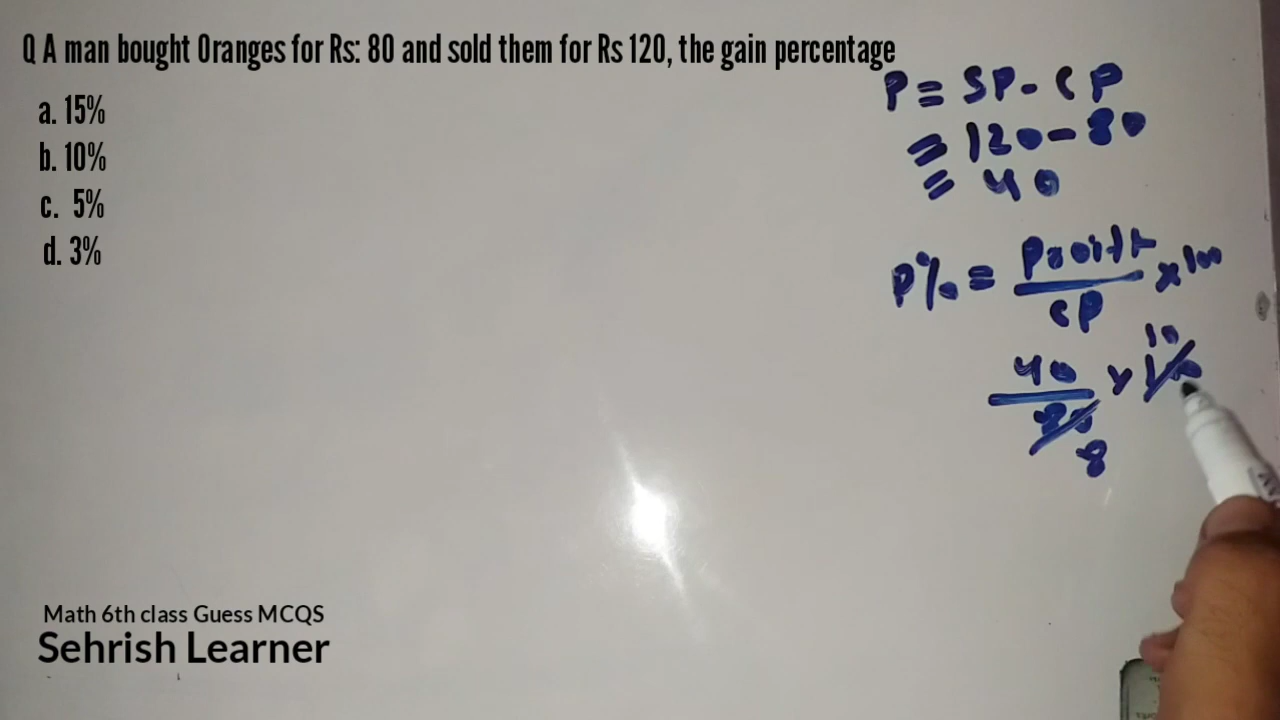 Q A man bought Oranges for Rs: 80 and sold them for Rs 120, the gain percentage
a. 15%
b. 10%
c. 5%
d. 3%
P = SP - CP
= 120 - 80
= 40
P% = Profit / CP × 100
40 / 80 × 100
10
8
Math 6th class Guess MCQS
Sehrish Learner